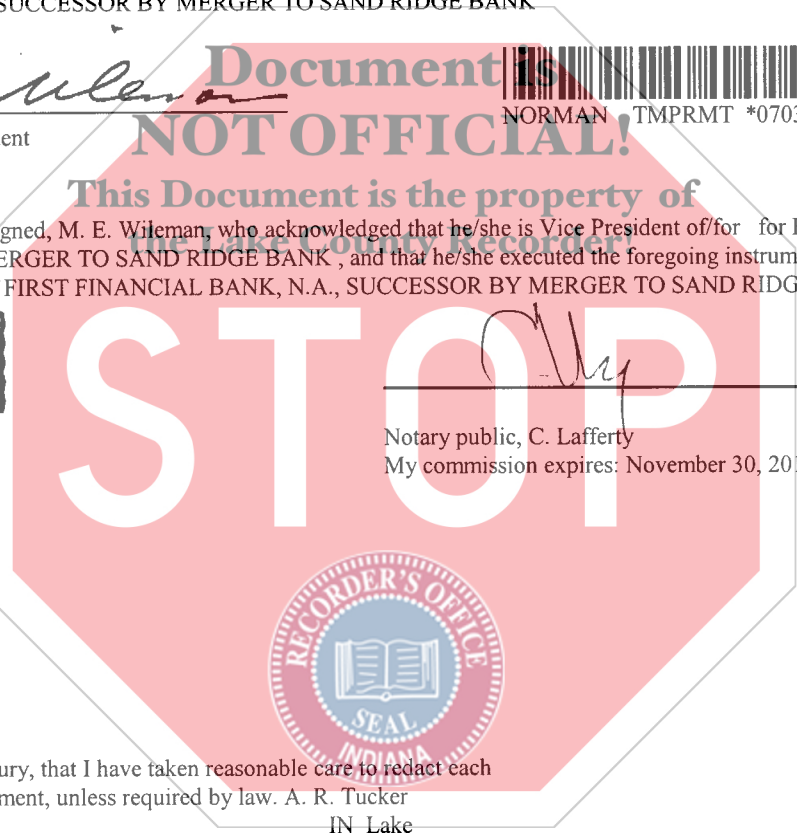 SUCCESSOR BY MERGER TO SAND RIDGE BANK
Document is
NOT OFFICIAL!
NORMAN TMPRMT *0703
ent
This Document is the property of
the Lake County Recorder!
gned, M. E. Wileman, who acknowledged that he/she is Vice President of/for for
ERGER TO SAND RIDGE BANK , and that he/she executed the foregoing instrum
FIRST FINANCIAL BANK, N.A., SUCCESSOR BY MERGER TO SAND RIDG
STOP
Notary public, C. Lafferty
My commission expires: November 30, 201
RECORDER'S OFFICE
SEAL
INDIANA
ury, that I have taken reasonable care to redact each
ment, unless required by law. A. R. Tucker
IN Lake